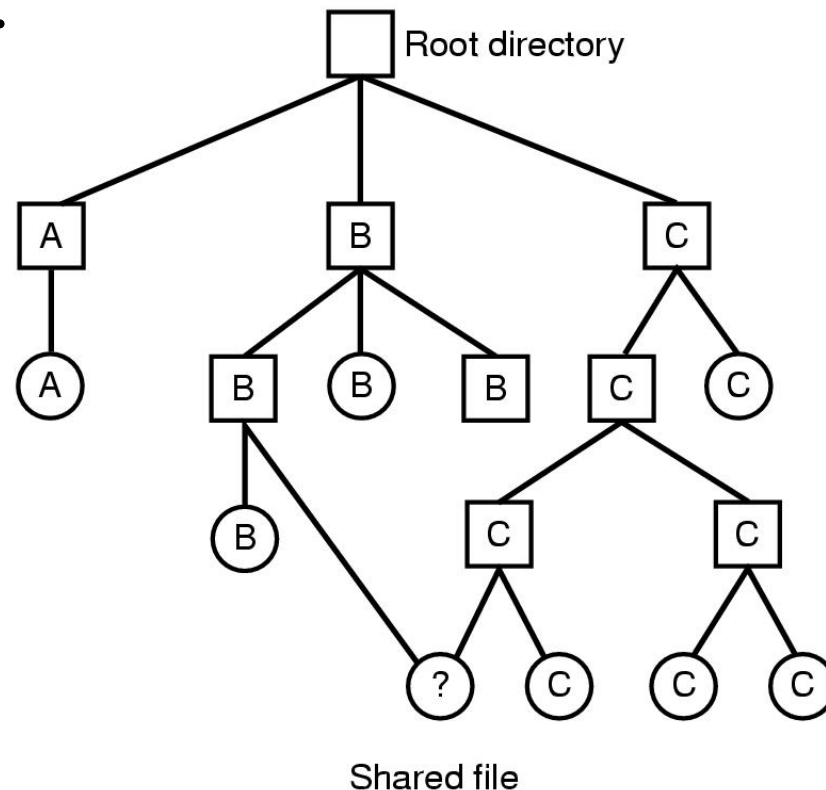 Root directory
A B C
A B B B C C
B C C
? C C C
Shared file